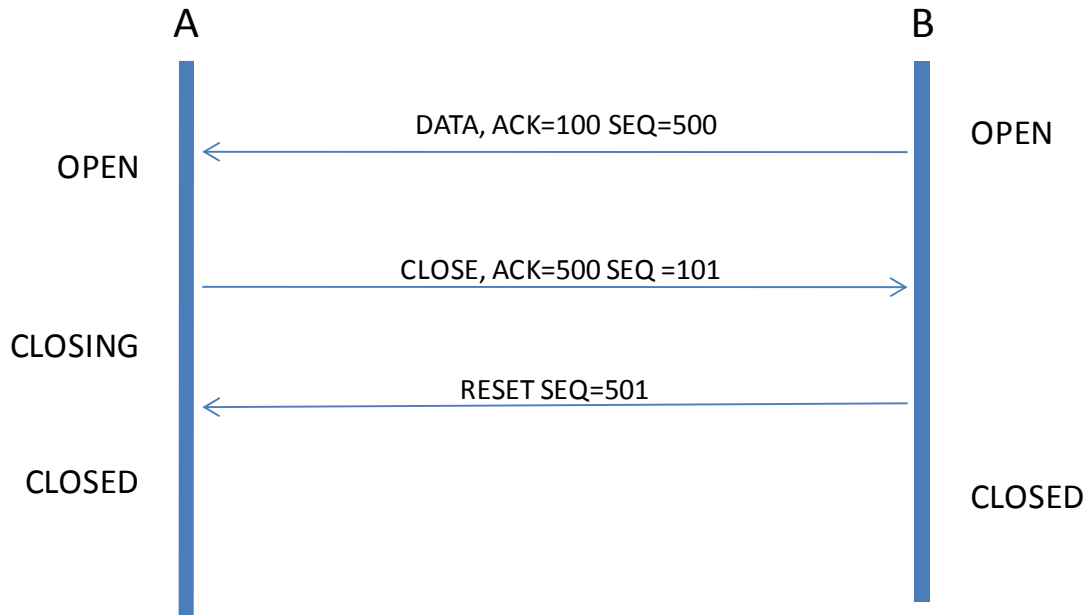 A
B
DATA, ACK=100 SEQ=500
OPEN
OPEN
CLOSE, ACK=500 SEQ =101
CLOSING
RESET SEQ=501
CLOSED
CLOSED